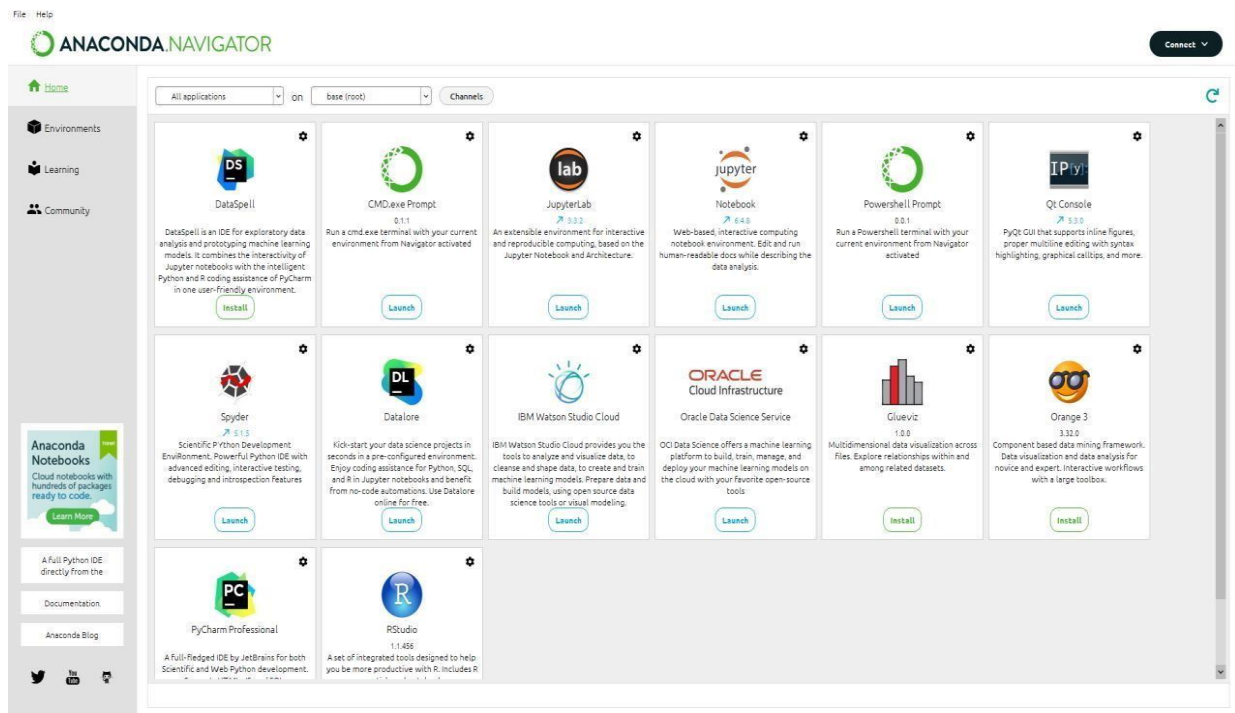 File Help
ANACONDA.NAVIGATOR
Connect
Home
Environments
Learning
Community
All applications
on
base (root)
Channels
DS
DataSpell
DataSpell is an IDE for exploratory data
analysis and prototyping machine learning
models. It combines the interactivity of
Jupyter notebooks with the intelligent
Python and R coding assistance of PyCharm
in one user-friendly environment.
Install
CMD.exe Prompt
0.1.1
Run a cmd.exe terminal with your current
environment from Navigator activated
Launch
lab
JupyterLab
3.3.2
An extensible environment for interactive
and reproducible computing, based on the
Jupyter Notebook and Architecture.
Launch
jupyter
Notebook
6.4.8
Web-based, interactive computing
notebook environment. Edit and run
human-readable docs while describing the
data analysis.
Launch
Powershell Prompt
0.0.1
Run a Powershell terminal with your
current environment from Navigator
activated
Launch
IP[y]:
Qt Console
5.3.0
PyQt GUI that supports inline figures,
proper multiline editing with syntax
highlighting, graphical calltips, and more.
Launch
Spyder
5.1.5
Scientific PYthon Development
EnviRonment. Powerful Python IDE with
advanced editing, interactive testing,
debugging and introspection features
Launch
DL
Datalore
Kick-start your data science projects in
seconds in a pre-configured environment.
Enjoy coding assistance for Python, SQL,
and R in Jupyter notebooks and benefit
from no-code automations. Use Datalore
online for free.
Launch
IBM Watson Studio Cloud
IBM Watson Studio Cloud provides you the
tools to analyze and visualize data, to
cleanse and shape data, to create and train
machine learning models. Prepare data and
build models, using open source data
science tools or visual modeling.
Launch
ORACLE
Cloud Infrastructure
Oracle Data Science Service
OCI Data Science offers a machine learning
platform to build, train, manage, and
deploy your machine learning models on
the cloud with your favorite open-source
tools
Launch
Glueviz
1.0.0
Multidimensional data visualization across
files. Explore relationships within and
among related datasets.
Install
Orange 3
3.32.0
Component based data mining framework.
Data visualization and data analysis for
novice and expert. Interactive workflows
with a large toolbox.
Install
PC
PyCharm Professional
A full-fledged IDE by JetBrains for both
Scientific and Web Python development.
R
RStudio
1.1.456
A set of integrated tools designed to help
you be more productive with R. Includes R
Anaconda
Notebooks
Cloud notebooks with
hundreds of packages
ready to code.
Learn More
A Full Python IDE
directly from the
Documentation
Anaconda Blog
You
Tube